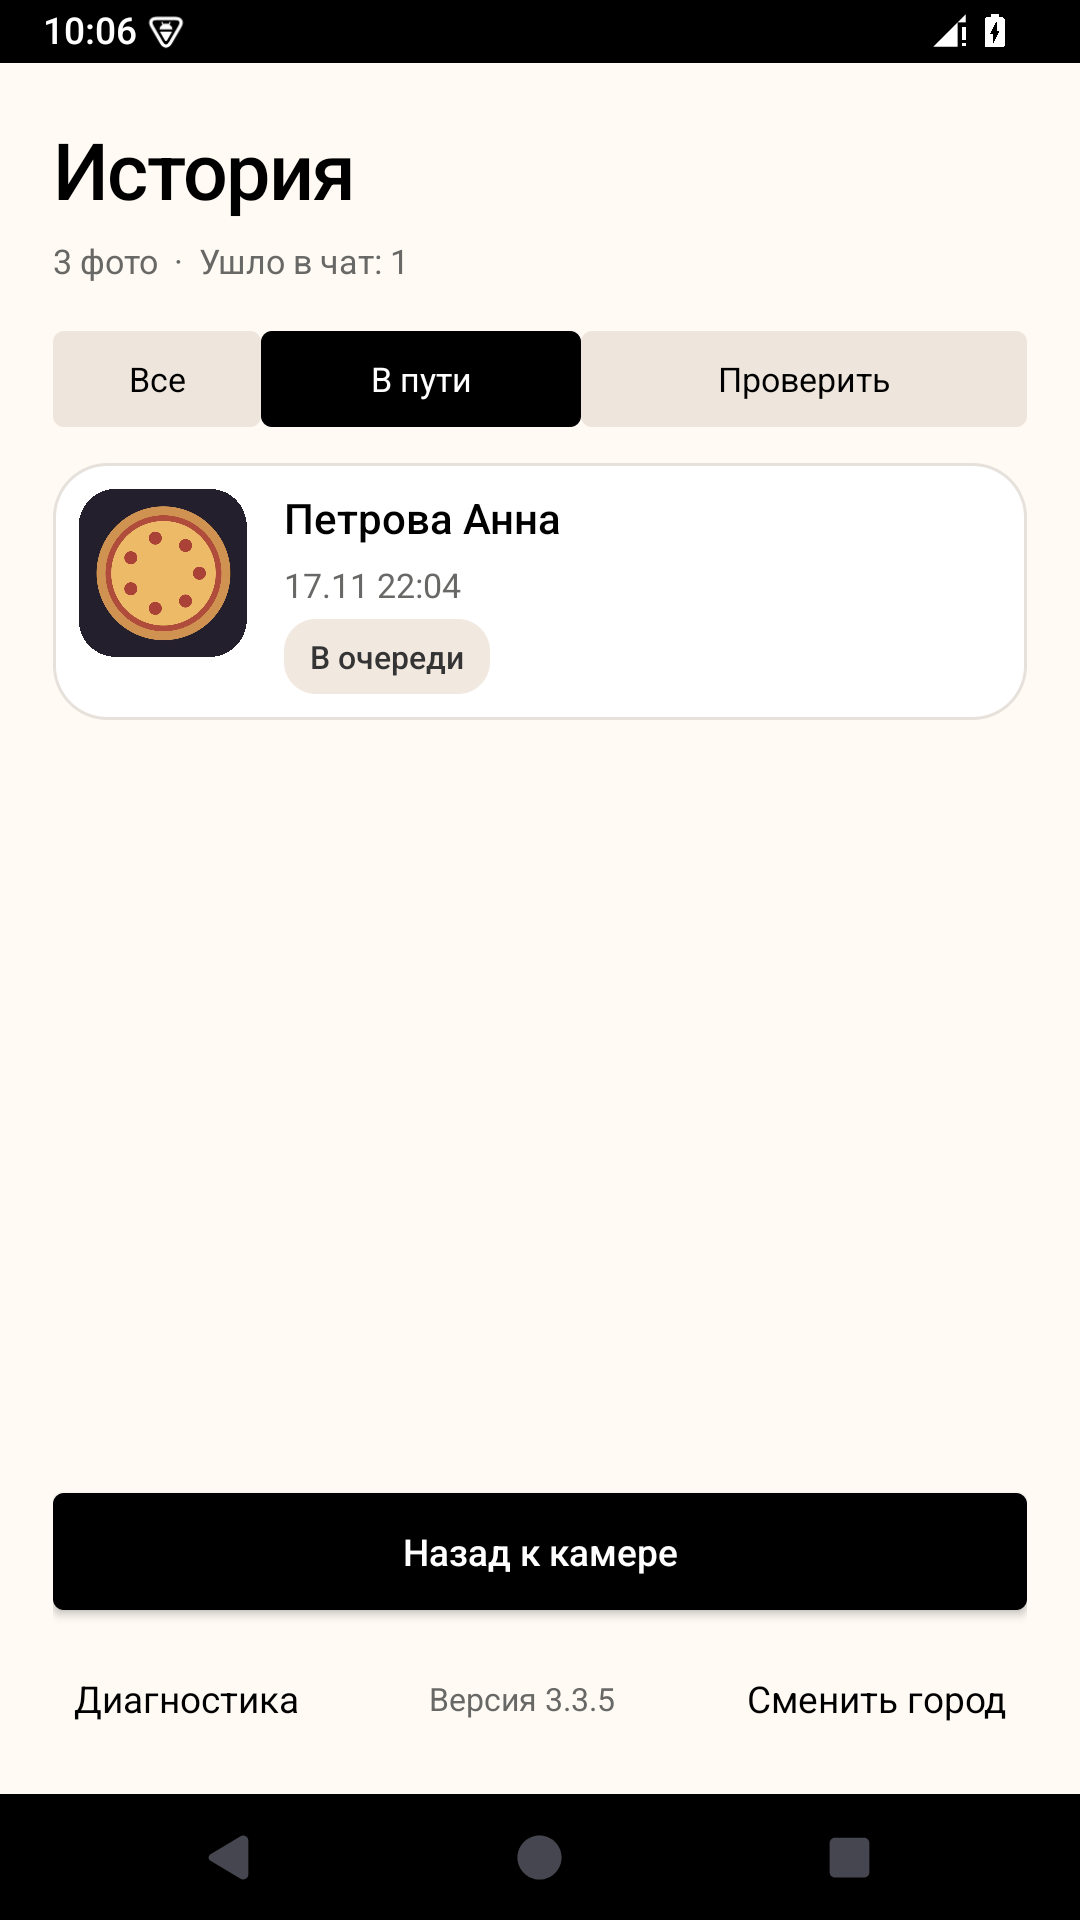 10:06
История
3 фото · Ушло в чат: 1
Все
В пути
Проверить
Петрова Анна
17.11 22:04
В очереди
Назад к камере
Диагностика
Версия 3.3.5
Сменить город